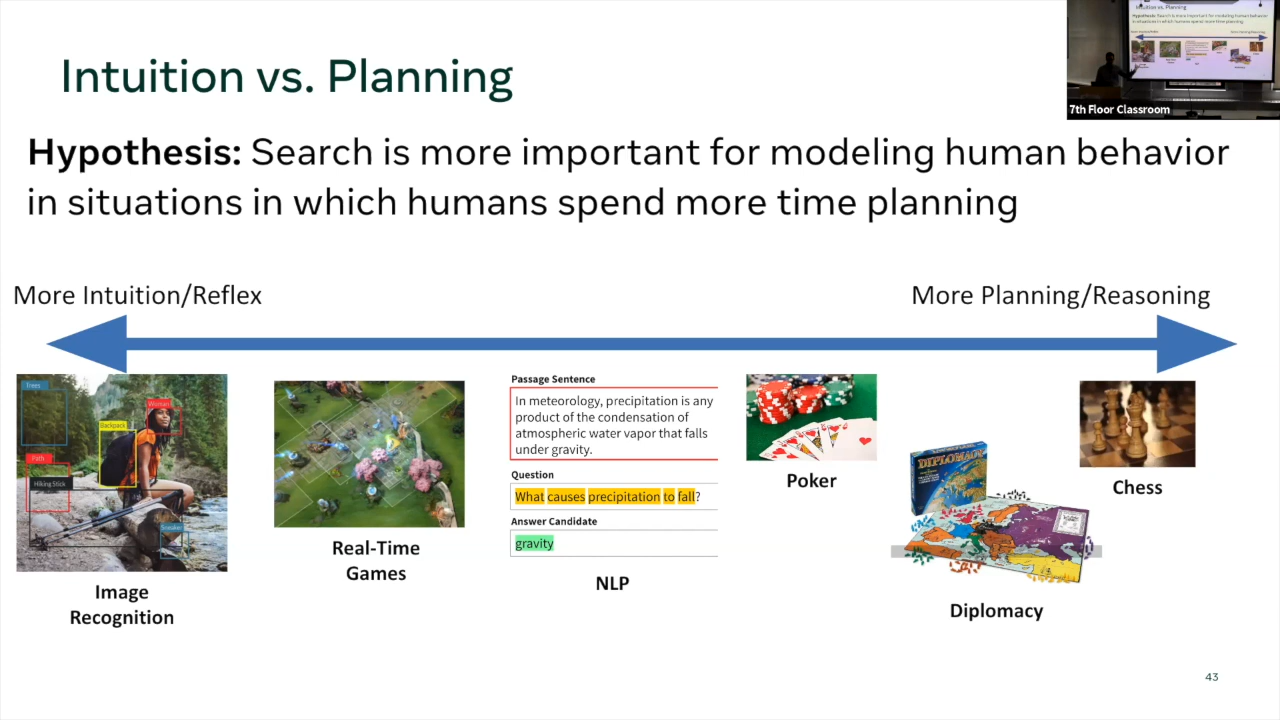 Intuition vs. Planning
Hypothesis: Search is more important for modeling human behavior
in situations in which humans spend more time planning
7th Floor Classroom
More Intuition/Reflex
More Planning/Reasoning
Trees
Woman
Backpack
Path
Hiking Stick
Sneaker
Image
Recognition
Real-Time
Games
Passage Sentence
In meteorology, precipitation is any
product of the condensation of
atmospheric water vapor that falls
under gravity.
Question
What causes precipitation to fall?
Answer Candidate
gravity
NLP
Poker
DIPLOMACY
Diplomacy
Chess
43